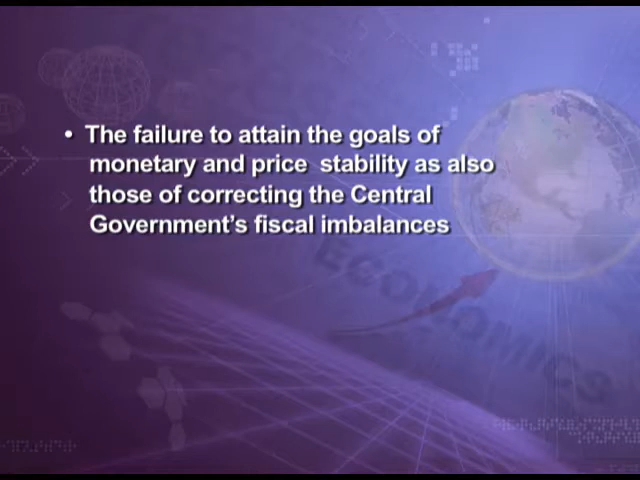 • The failure to attain the goals of
monetary and price stability as also
those of correcting the Central
Government's fiscal imbalances
ECONOMICS